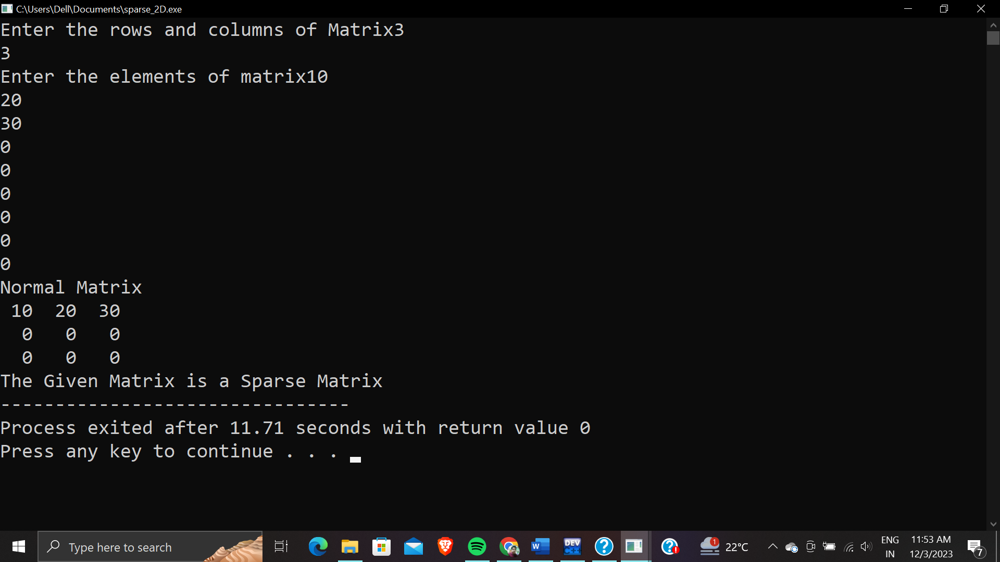 C:\Users\Dell\Documents\sparse_2D.exe
Enter the rows and columns of Matrix3
3
Enter the elements of matrix10
20
30
0
0
0
0
0
0
Normal Matrix
10 20 30
0 0 0
0 0 0
The Given Matrix is a Sparse Matrix
--------------------------------
Process exited after 11.71 seconds with return value 0
Press any key to continue . . .
Type here to search
W
DEV
C++
1
22°C
ENG
IN
11:53 AM
12/3/2023
7